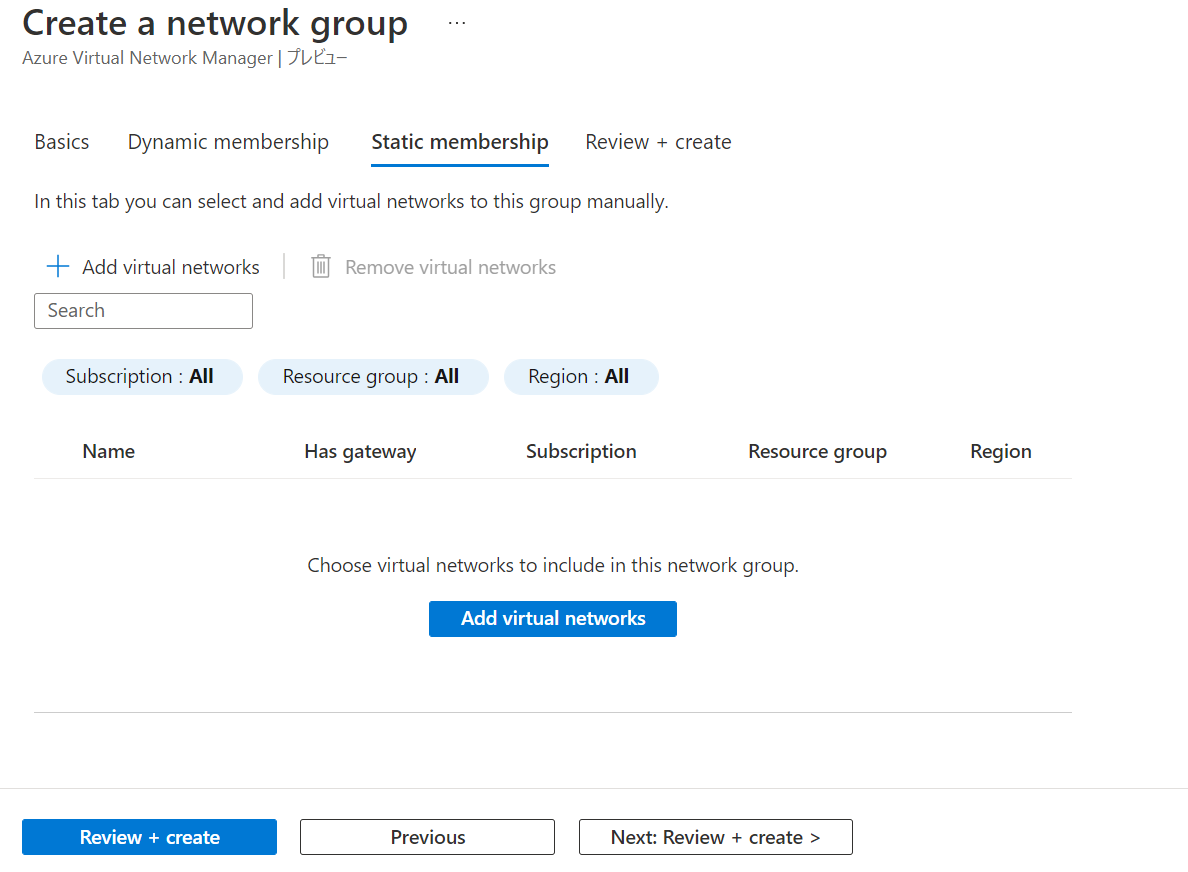 Create a network group ...
Azure Virtual Network Manager | プレビュー
Basics Dynamic membership Static membership Review + create
In this tab you can select and add virtual networks to this group manually.
Add virtual networks Remove virtual networks
Search
Subscription : All Resource group : All Region : All
Name Has gateway Subscription Resource group Region
Choose virtual networks to include in this network group.
Add virtual networks
Review + create Previous Next: Review + create >